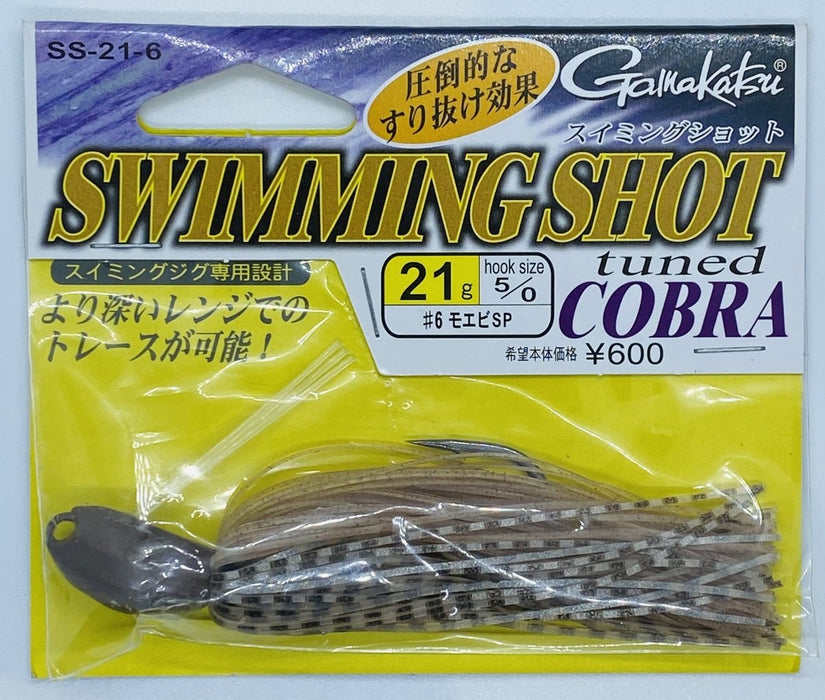 SS-21-6
圧倒的な
すり抜け効果
Gamakatsu®
スイミングショット
SWIMMING SHOT
tuned
COBRA
スイミングジグ専用設計
より深いレンジでの
トレースが可能!
21g
hook size
5/0
#6 モエビSP
希望本体価格 ¥600